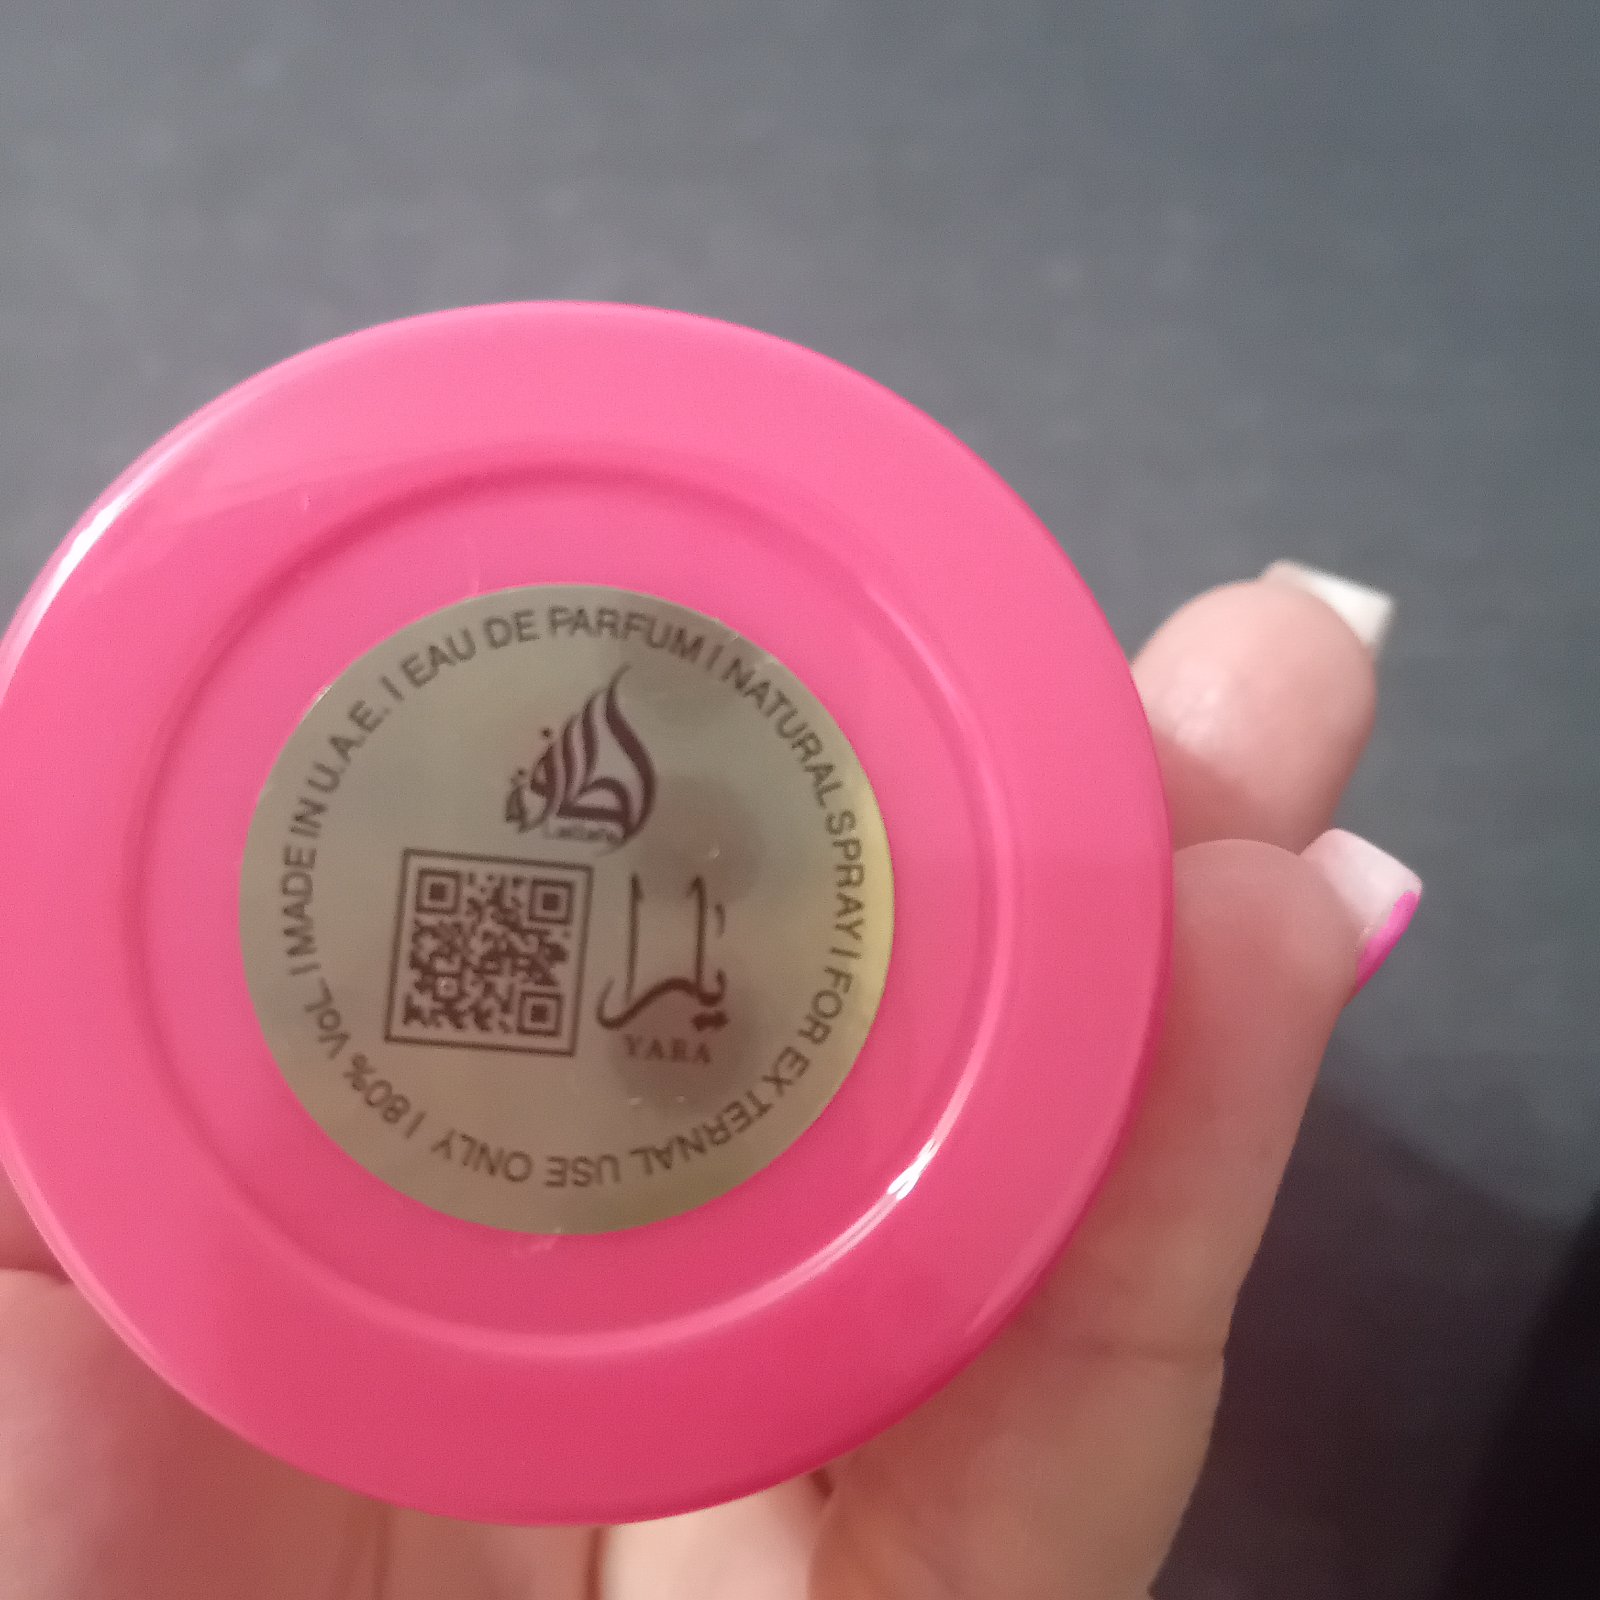 MADE IN U.A.E. | EAU DE PARFUM | NATURAL SPRAY | FOR EXTERNAL USE ONLY | 80% Vol. |
لطافة
Lattafa
يارا
YARA